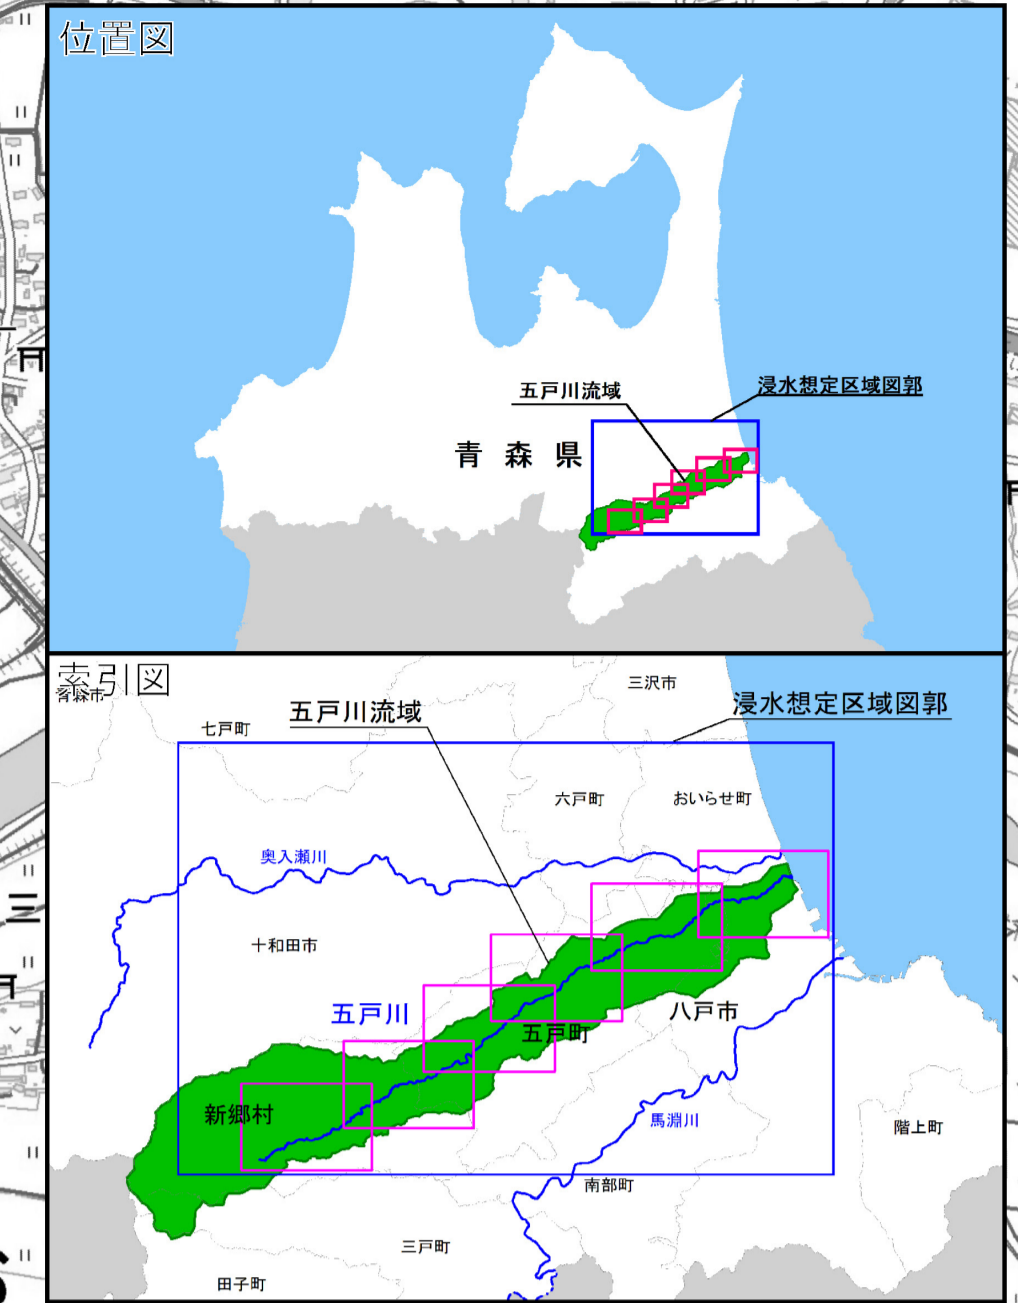 位置図
五戸川流域
浸水想定区域図郭
青森県
索引図
青森市
三沢市
七戸町
五戸川流域
浸水想定区域図郭
六戸町
おいらせ町
奥入瀬川
十和田市
五戸川
八戸市
五戸町
新郷村
馬淵川
階上町
南部町
三戸町
田子町
三